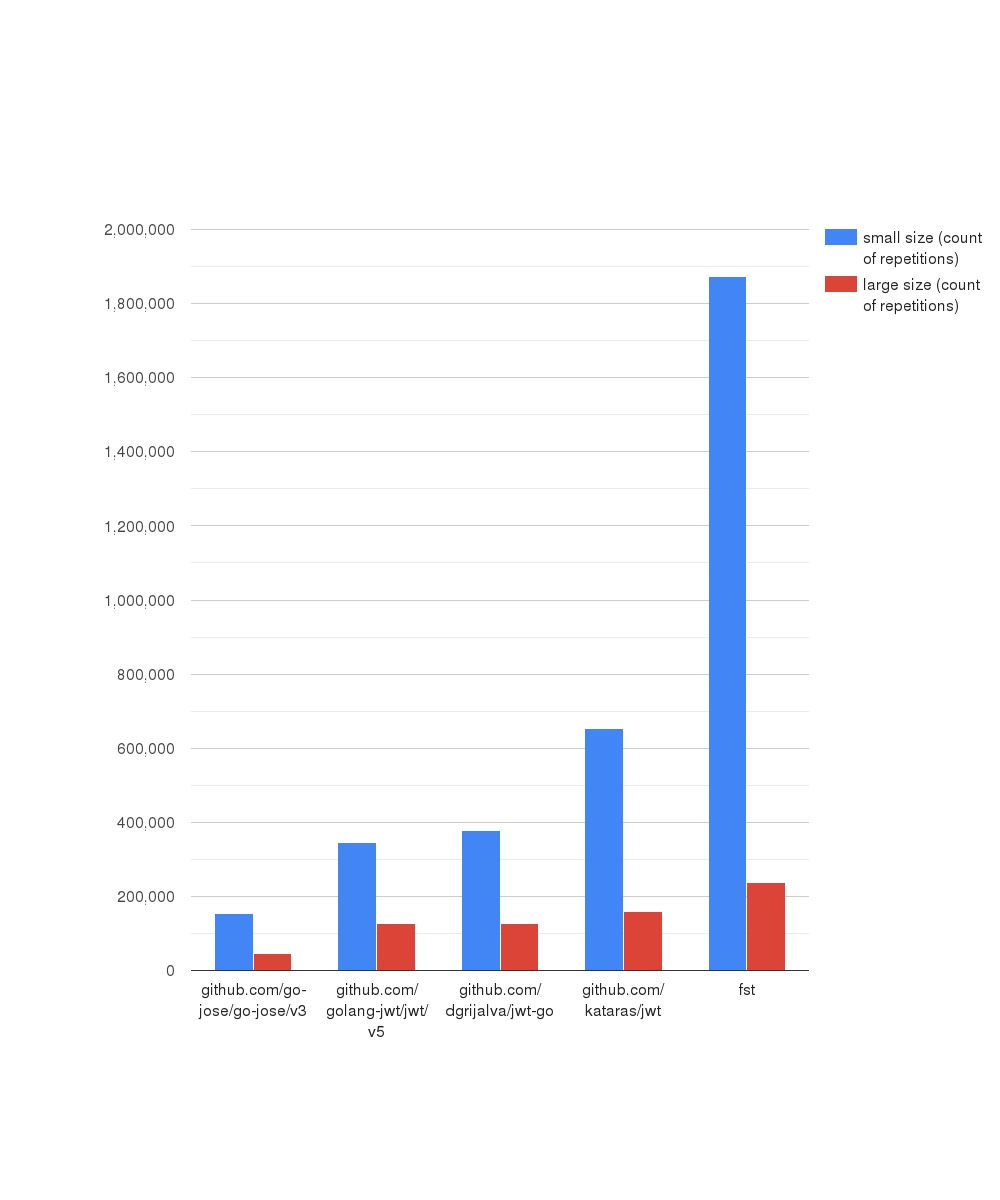 2,000,000
1,800,000
1,600,000
1,400,000
1,200,000
1,000,000
800,000
600,000
400,000
200,000
0
small size (count
of repetitions)
large size (count
of repetitions)
github.com/go-
jose/go-jose/v3
github.com/
golang-jwt/jwt/
v5
github.com/
dgrijalva/jwt-go
github.com/
kataras/jwt
fst